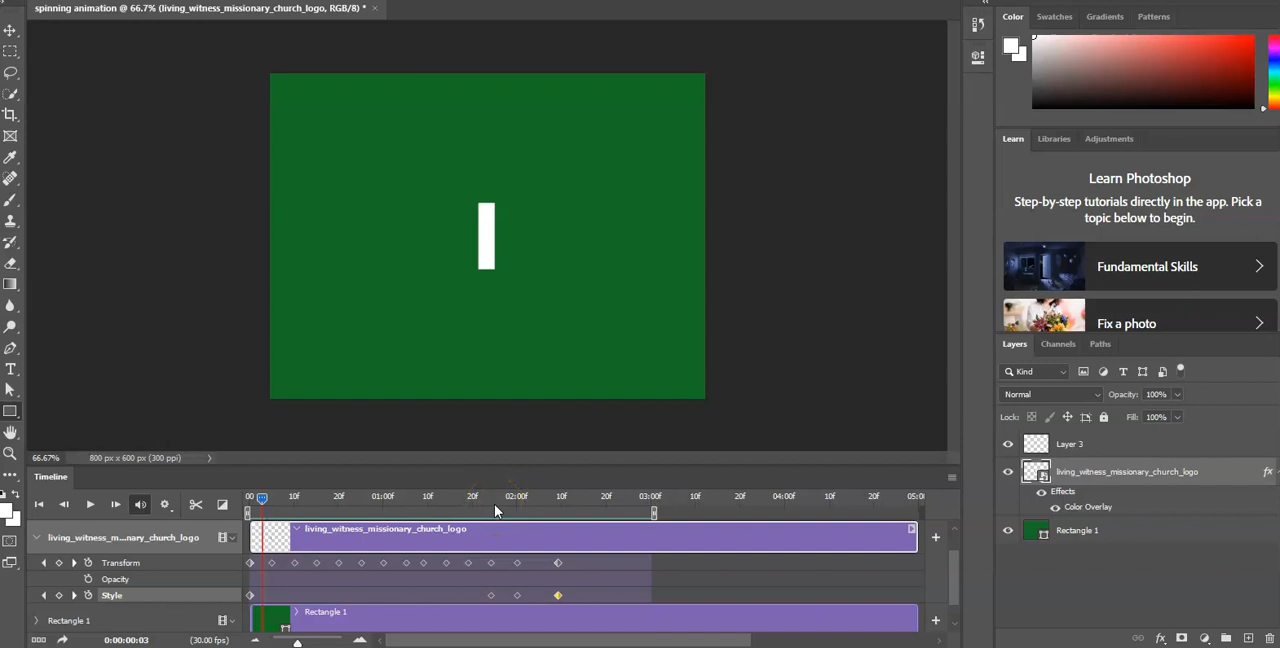 spinning animation @ 66.7% (living_witness_missionary_church_logo, RGB/8) *
Color Swatches Gradients Patterns
Learn Libraries Adjustments
Learn Photoshop
Step-by-step tutorials directly in the app. Pick a
topic below to begin.
Fundamental Skills
Fix a photo
Layers Channels Paths
Kind
Normal Opacity: 100%
Lock: Fill: 100%
Layer 3
living_witness_missionary_church_logo fx
Effects
Color Overlay
Rectangle 1
66.67% 800 px x 600 px (300 ppi)
Timeline
00 10f 20f 10f 20f 02:00 10f 20f 03:00f 10f 20f 04:00f 10f 20f 05:0
living_witness_m...nary_church_logo living_witness_missionary_church_logo
Transform
Opacity
Style
Rectangle 1 Rectangle 1
0:00:00:03 (30.00 fps)
fx